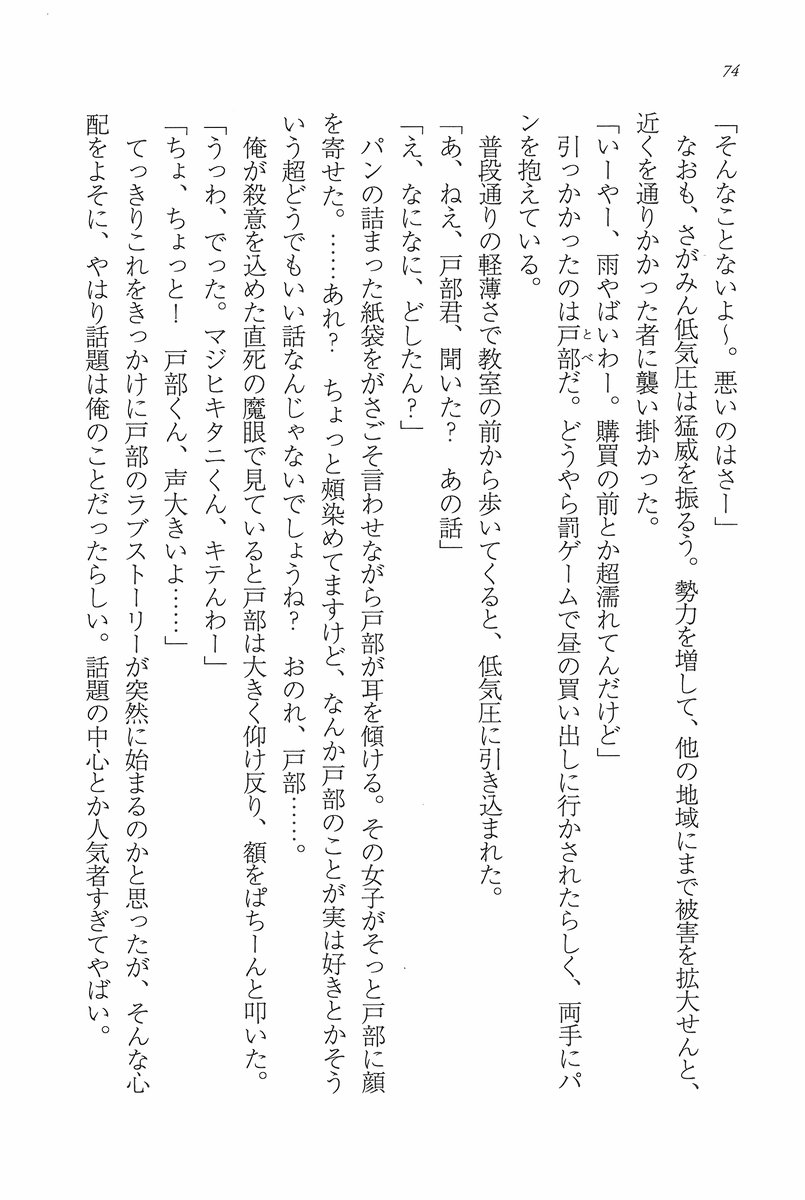 74
「そんなことないよ～。悪いのはさー」
なおも、さがみん低気圧は猛威を振るう。勢力を増して、他の地域にまで被害を拡大せんと、
近くを通りかかった者に襲い掛かった。
「いーやー、雨やばいわー。購買の前とか超濡れてんだけど」
引っかかったのは戸部だ。どうやら罰ゲームで昼の買い出しに行かされたらしく、両手にパ
とべ
ンを抱えている。
普段通りの軽薄さで教室の前から歩いてくると、低気圧に引き込まれた。
「あ、ねえ、戸部君、聞いた？　あの話」
「え、なになに、どしたん？」
パンの詰まった紙袋をがさごそ言わせながら戸部が耳を傾ける。その女子がそっと戸部に顔
を寄せた。……あれ？　ちょっと頰染めてますけど、なんか戸部のことが実は好きとかそう
いう超どうでもいい話なんじゃないでしょうね？　おのれ、戸部……。
俺が殺意を込めた直死の魔眼で見ていると戸部は大きく仰け反り、額をぱちーんと叩いた。
「うっわ、でった。マジヒキタニくん、キテんわー」
「ちょ、ちょっと！　戸部くん、声大きいよ……」
てっきりこれをきっかけに戸部のラブストーリーが突然に始まるのかと思ったが、そんな心
配をよそに、やはり話題は俺のことだったらしい。話題の中心とか人気者すぎてやばい。